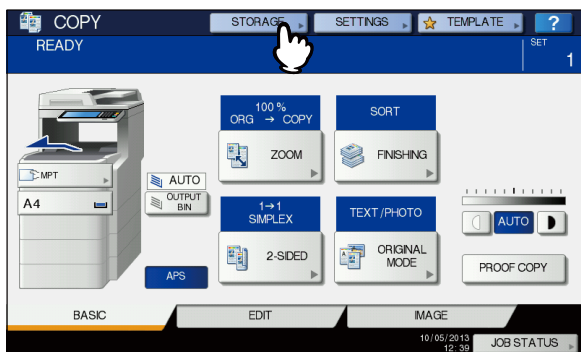 COPY
STORAGE
SETTINGS
TEMPLATE
?
READY
SET
1
100 %
ORG → COPY
SORT
ZOOM
FINISHING
MPT
A4
AUTO
OUTPUT
BIN
1→1
SIMPLEX
TEXT/PHOTO
2-SIDED
ORIGINAL
MODE
AUTO
PROOF COPY
APS
BASIC
EDIT
IMAGE
10/05/2013
12:39
JOB STATUS